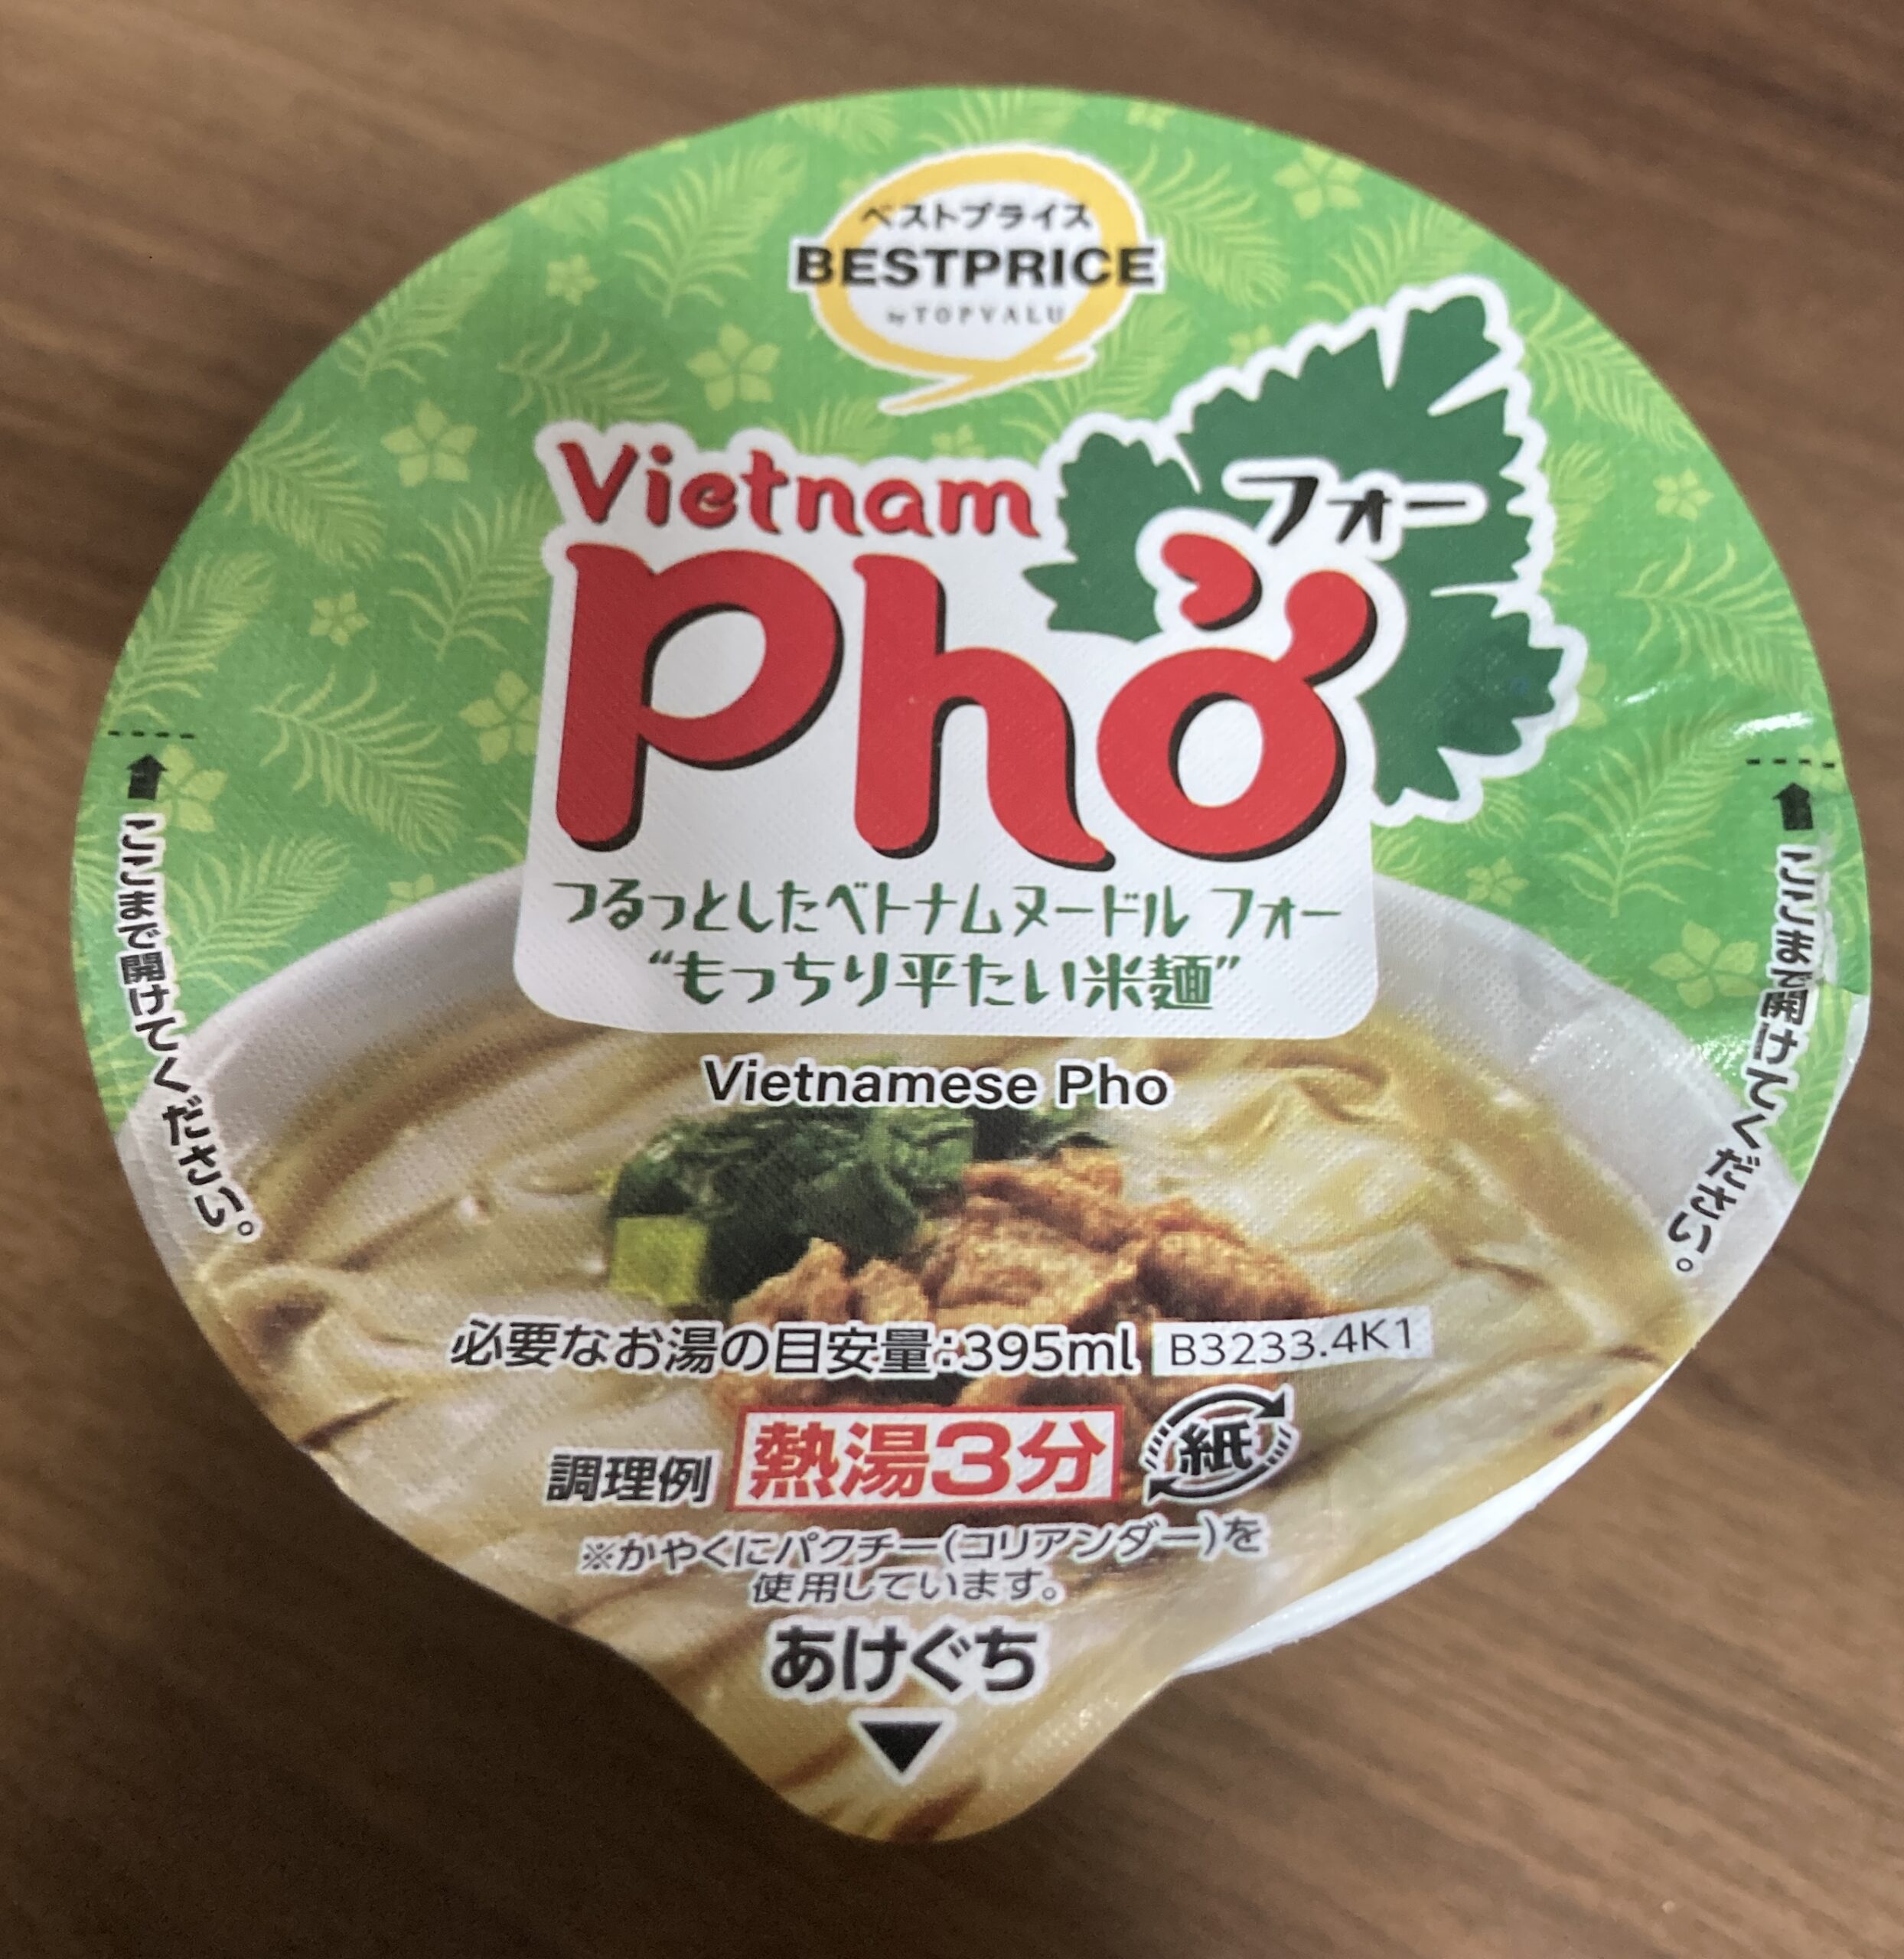 ベストプライス
BESTPRICE
by TOPVALU
Vietnam
フォー
Phở
つるっとしたベトナムヌードル フォー
“もっちり平たい米麺”
Vietnamese Pho
ここまで開けてください。
ここまで開けてください。
必要なお湯の目安量:395ml B3233.4K1
調理例 熱湯3分 紙
※かやくにパクチー(コリアンダー)を
使用しています。
あけぐち